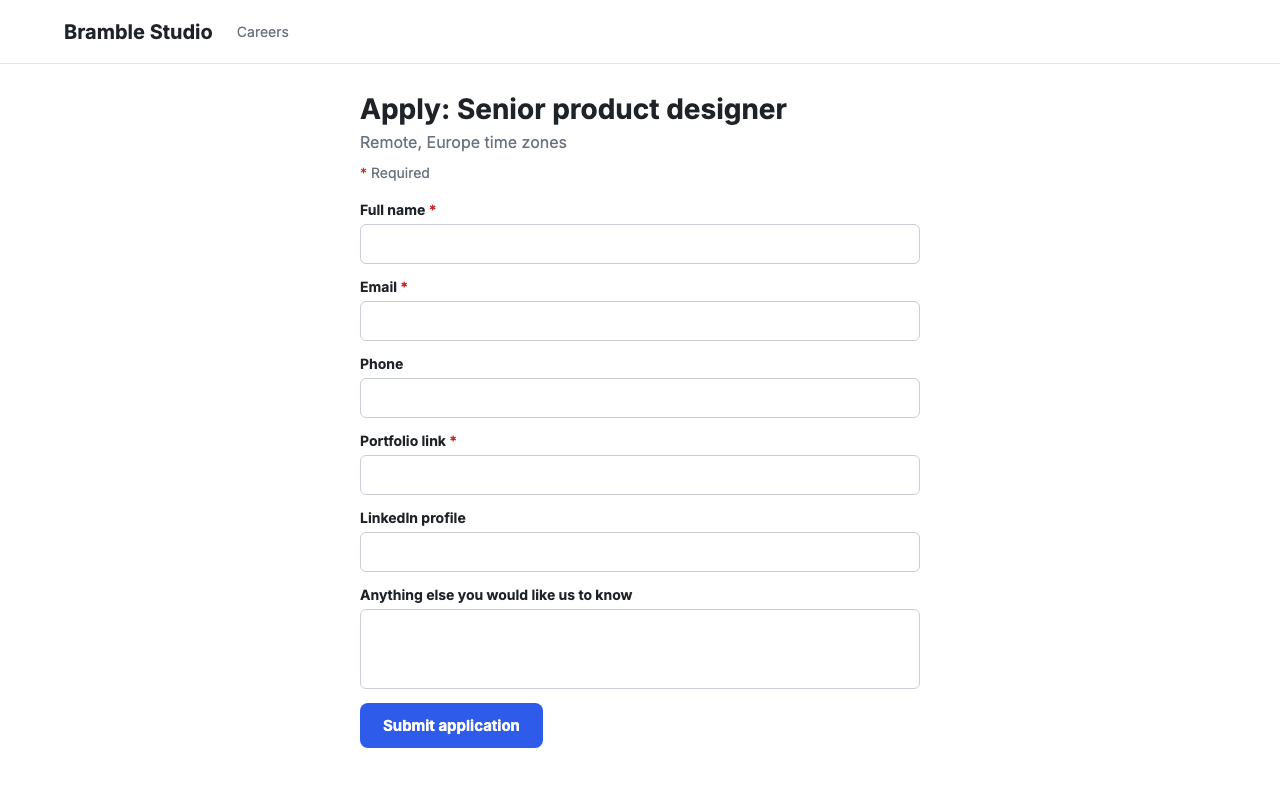 Bramble Studio Careers
Apply: Senior product designer
Remote, Europe time zones
* Required
Full name *
Email *
Phone
Portfolio link *
LinkedIn profile
Anything else you would like us to know
Submit application